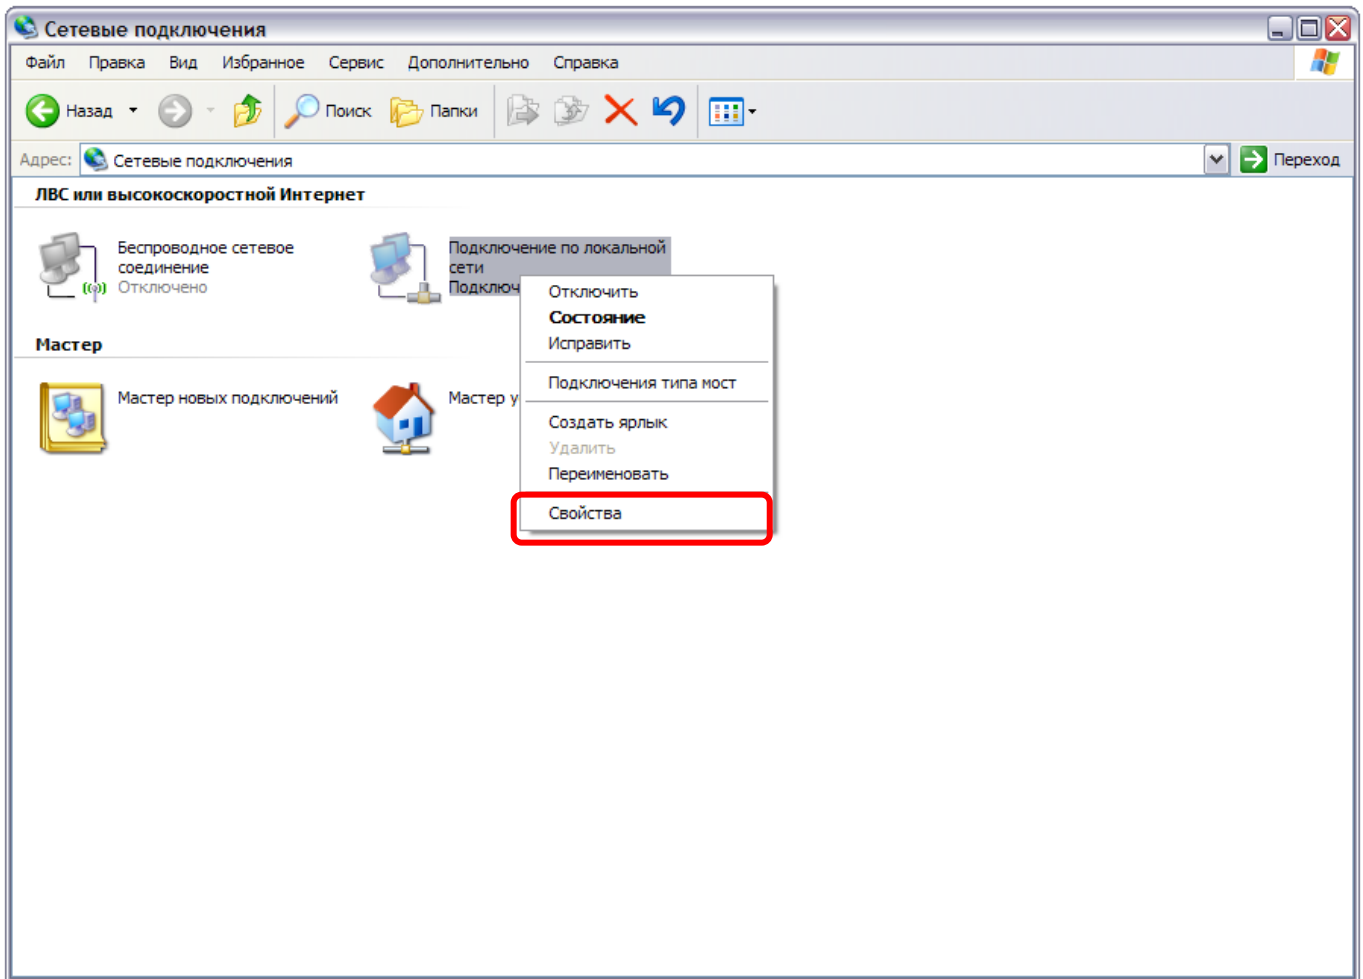 Сетевые подключения
Файл Правка Вид Избранное Сервис Дополнительно Справка
Назад Поиск Папки
Адрес: Сетевые подключения Переход
ЛВС или высокоскоростной Интернет
Беспроводное сетевое
соединение
Отключено
Подключение по локальной
сети
Подключ
Отключить
Состояние
Исправить
Подключения типа мост
Создать ярлык
Удалить
Переименовать
Свойства
Мастер
Мастер новых подключений
Мастер у